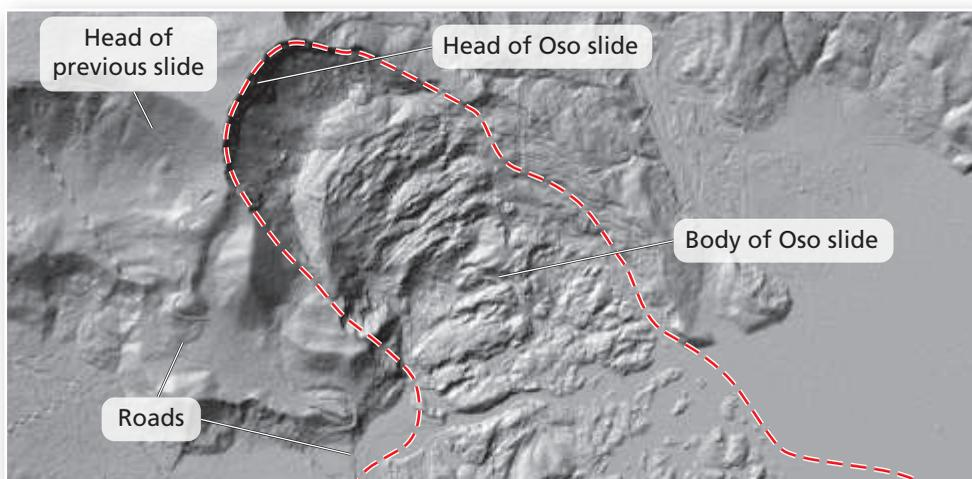 Head of
previous slide
Head of Oso slide
Body of Oso slide
Roads